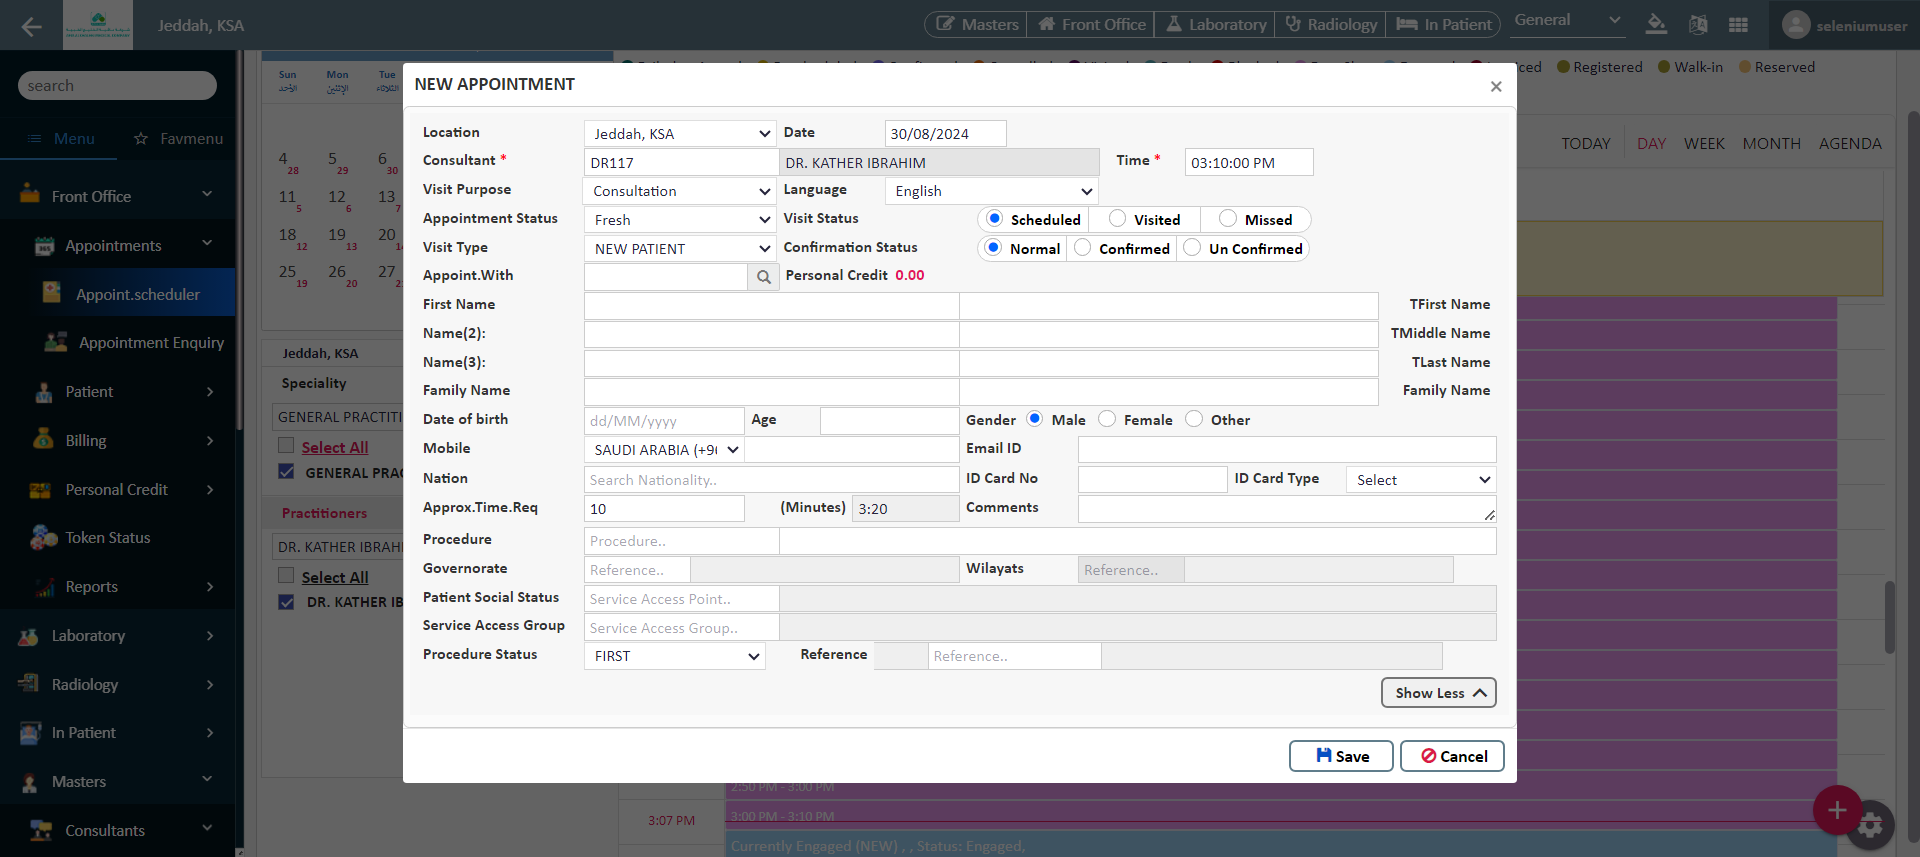 Jeddah, KSA
Masters
Front Office
Laboratory
Radiology
In Patient
General
seleniumuser
search
Menu
Favmenu
Front Office
Appointments
Appoint.scheduler
Appointment Enquiry
Patient
Billing
Personal Credit
Token Status
Reports
Laboratory
Radiology
In Patient
Masters
Consultants
Sun Mon Tue
الأحد الإثنين الثلاثاء
4 28 5 29 6 30
11 5 12 6 13 7
18 12 19 13 20
25 19 26 20 27
Jeddah, KSA
Speciality
GENERAL PRACTITI
Select All
GENERAL PRAC
Practitioners
DR. KATHER IBRAHI
Select All
DR. KATHER IB
Registered
Walk-in
Reserved
TODAY DAY WEEK MONTH AGENDA
NEW APPOINTMENT ×
Location Jeddah, KSA Date 30/08/2024
Consultant * DR117 DR. KATHER IBRAHIM Time * 03:10:00 PM
Visit Purpose Consultation Language English
Appointment Status Fresh Visit Status Scheduled Visited Missed
Visit Type NEW PATIENT Confirmation Status Normal Confirmed Un Confirmed
Appoint.With Personal Credit 0.00
First Name TFirst Name
Name(2): TMiddle Name
Name(3): TLast Name
Family Name Family Name
Date of birth dd/MM/yyyy Age Gender Male Female Other
Mobile SAUDI ARABIA (+96 Email ID
Nation Search Nationality.. ID Card No ID Card Type Select
Approx.Time.Req 10 (Minutes) 3:20 Comments
Procedure Procedure..
Governorate Reference.. Wilayats Reference..
Patient Social Status Service Access Point..
Service Access Group Service Access Group..
Procedure Status FIRST Reference Reference..
Show Less
Save Cancel
2:50 PM - 3:00 PM
3:07 PM 3:00 PM - 3:10 PM
Currently Engaged (NEW) , , Status: Engaged,